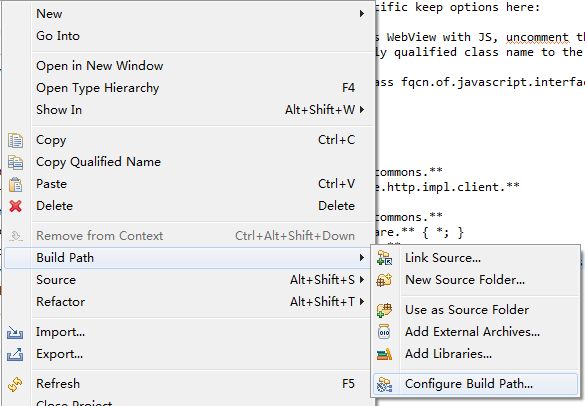 New
Go Into
Open in New Window
Open Type Hierarchy F4
Show In Alt+Shift+W
Copy Ctrl+C
Copy Qualified Name
Paste Ctrl+V
Delete Delete
Remove from Context Ctrl+Alt+Shift+Down
Build Path
Source Alt+Shift+S
Refactor Alt+Shift+T
Import...
Export...
Refresh F5
Close Project
cific keep options here:
s WebView with JS, uncomment th
ly qualified class name to the
ass fqcn.of.javascript.interfac
commons.**
e.http.impl.client.**
commons.**
are.** { *; }
Link Source...
New Source Folder...
Use as Source Folder
Add External Archives...
Add Libraries...
Configure Build Path...